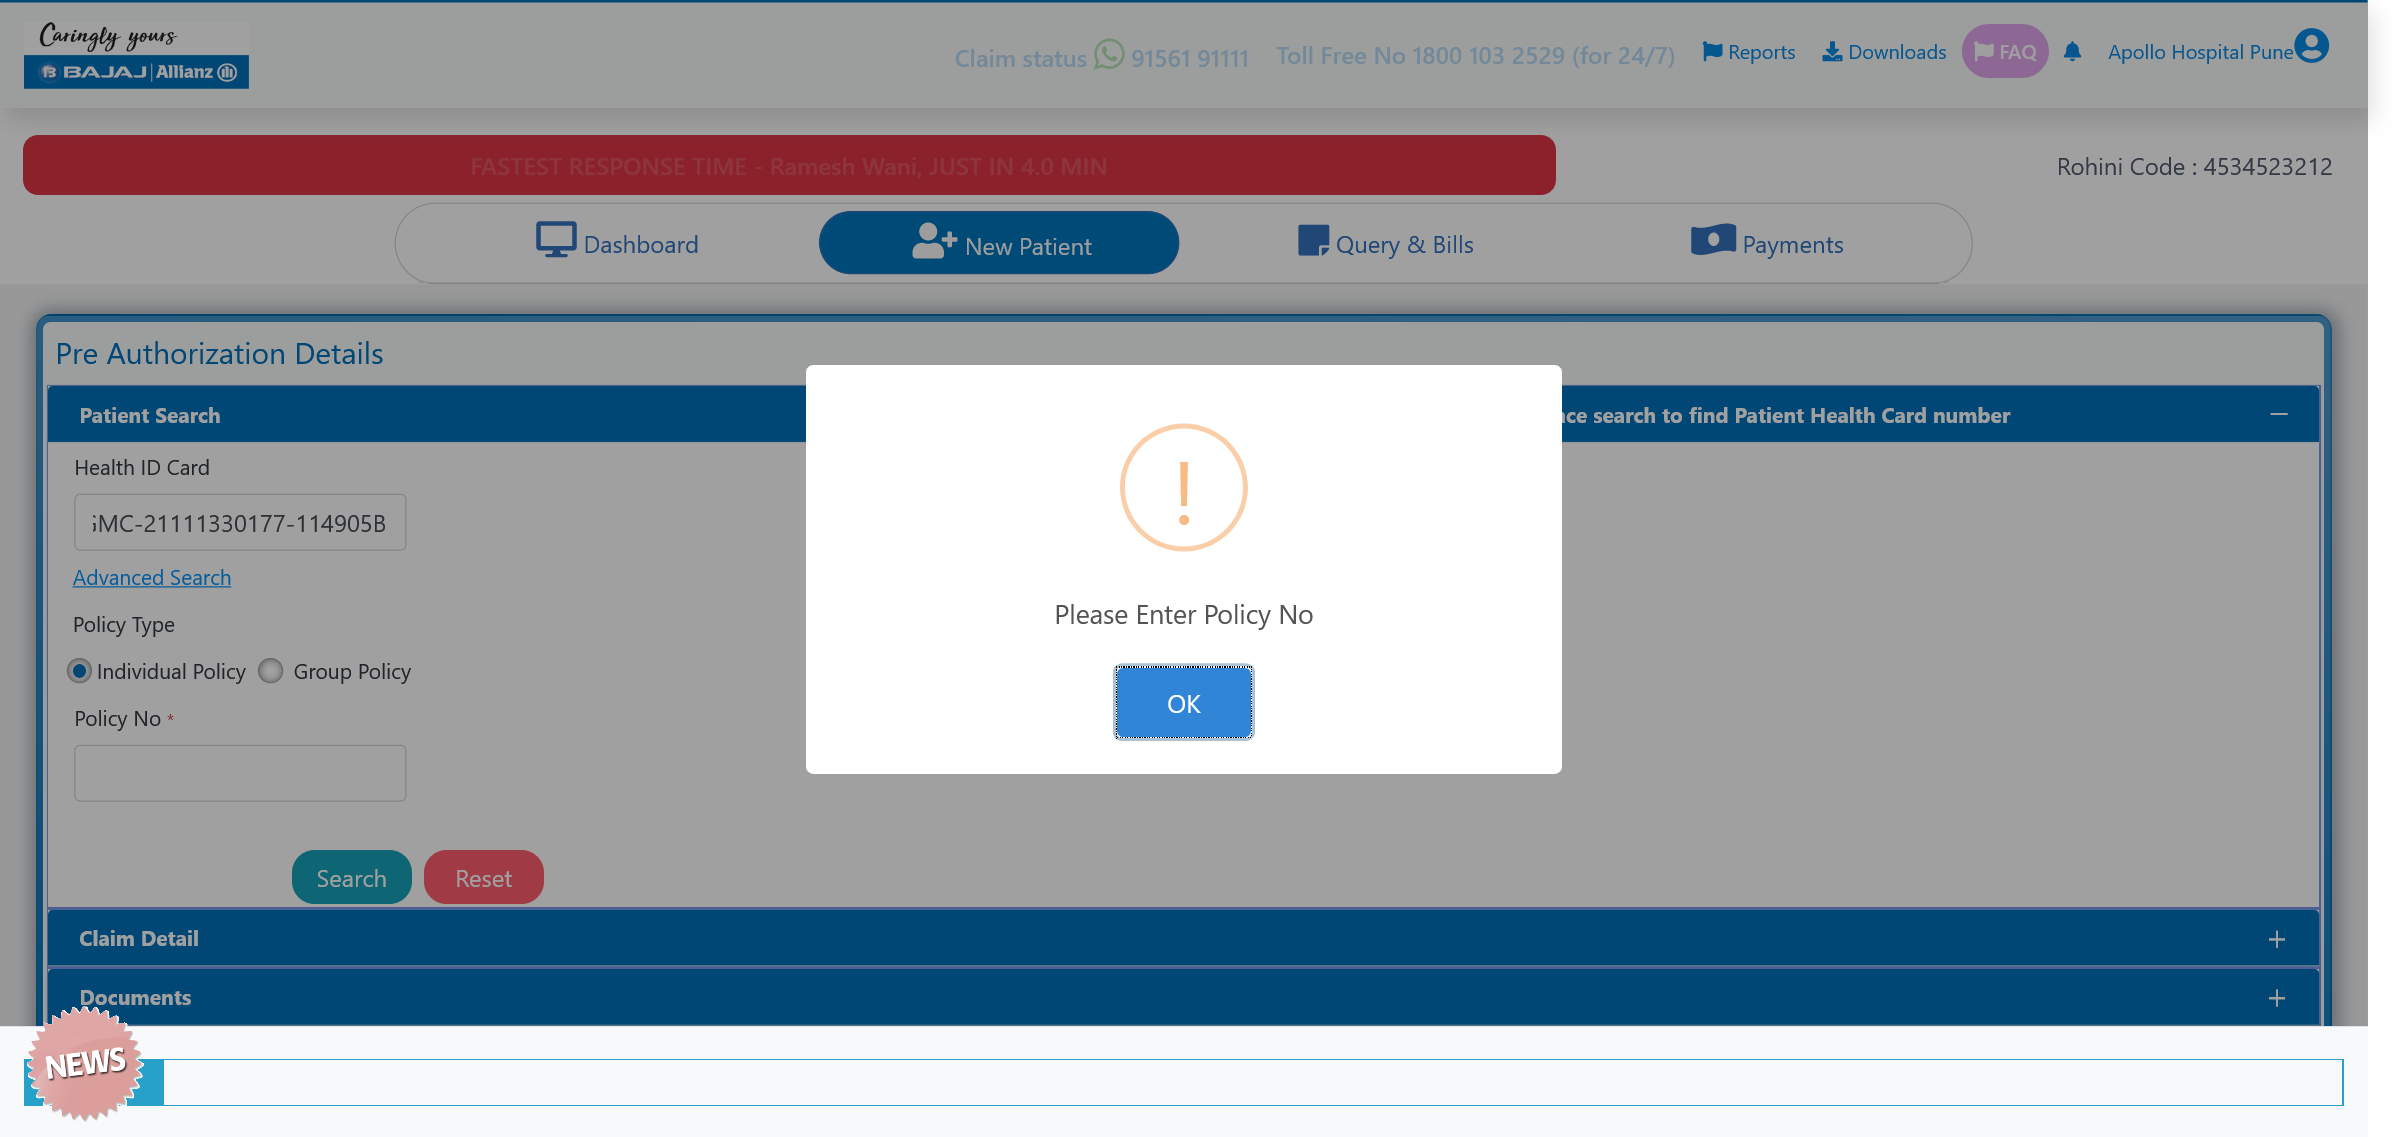 Caringly yours
BAJAJ | Allianz
Claim status 91561 91111
Toll Free No 1800 103 2529 (for 24/7)
Reports
Downloads
FAQ
Apollo Hospital Pune
FASTEST RESPONSE TIME - Ramesh Wani, JUST IN 4.0 MIN
Rohini Code : 4534523212
Dashboard
New Patient
Query & Bills
Payments
Pre Authorization Details
Patient Search
search to find Patient Health Card number
Health ID Card
MC-21111330177-114905B
Advanced Search
Policy Type
Individual Policy
Group Policy
Policy No *
Search
Reset
Please Enter Policy No
OK
Claim Detail
Documents
NEWS